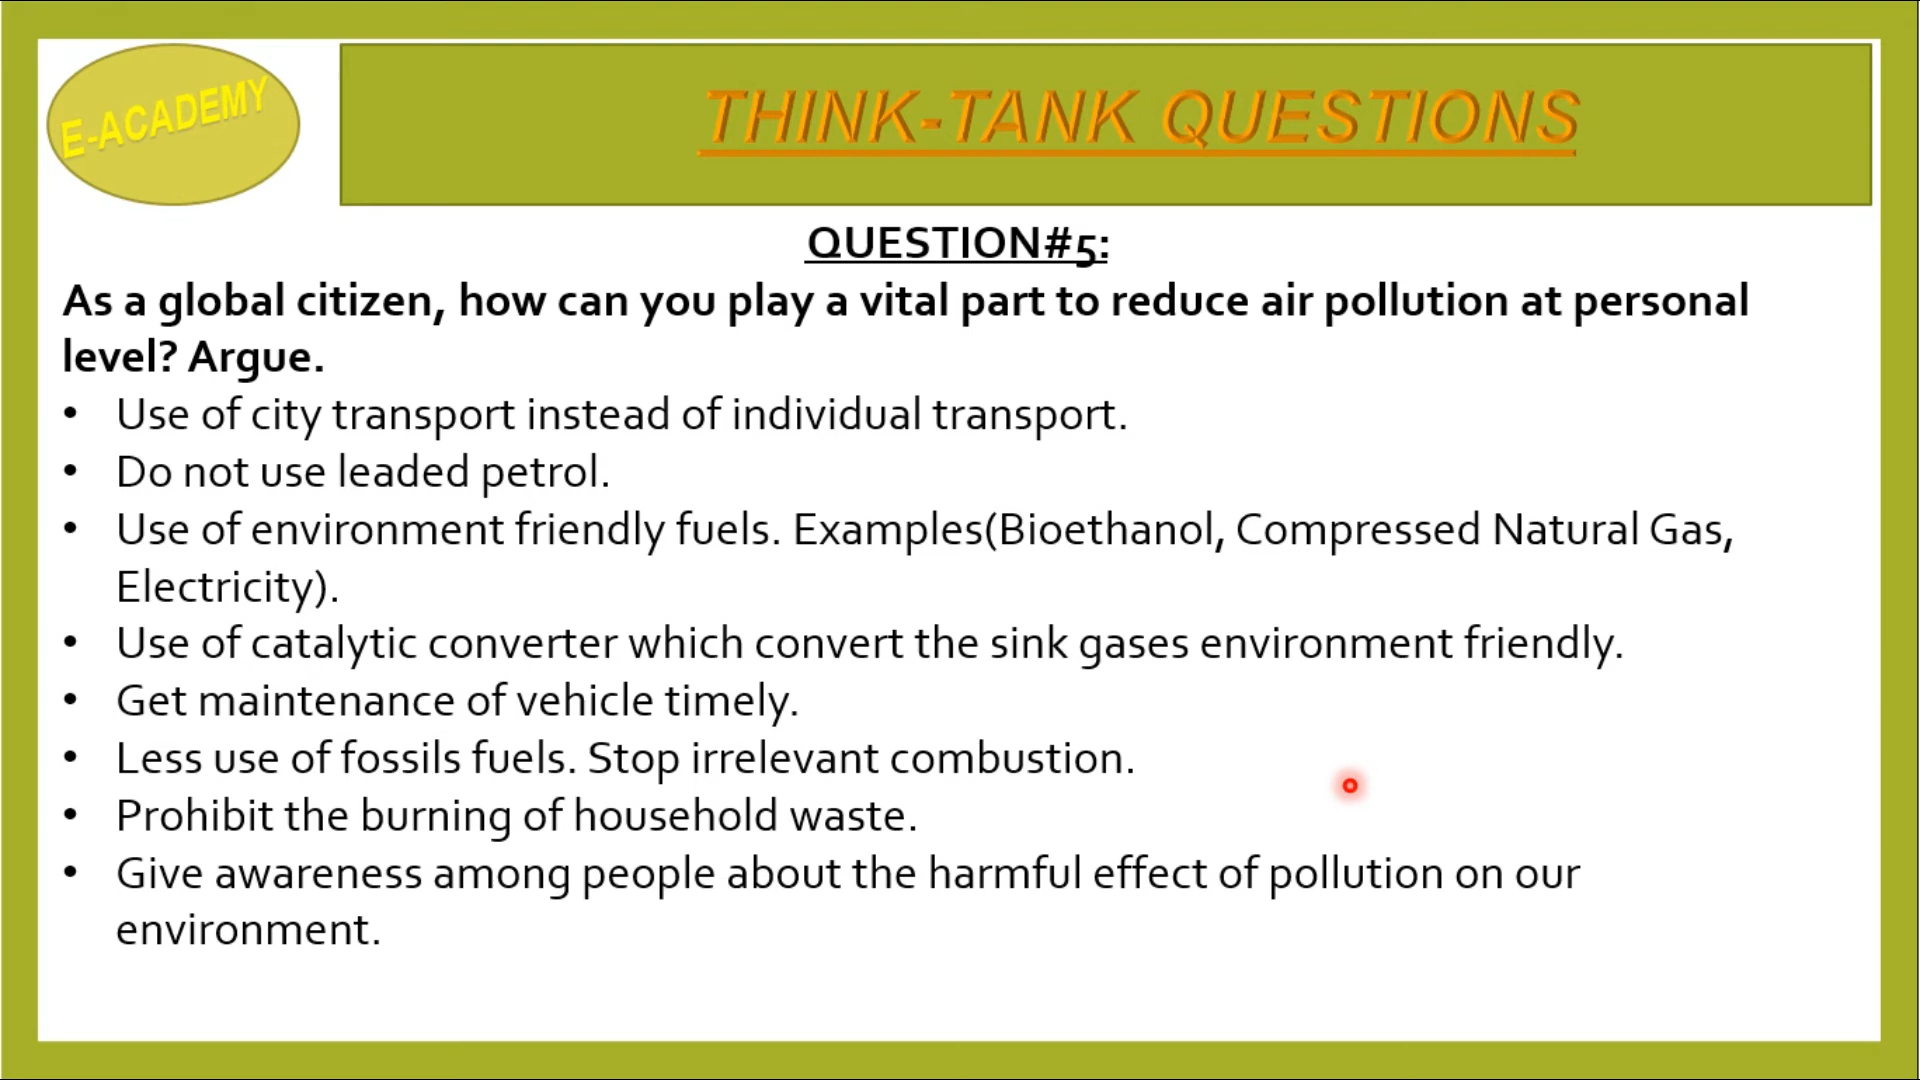 E-ACADEMY
THINK-TANK QUESTIONS
QUESTION#5:
As a global citizen, how can you play a vital part to reduce air pollution at personal
level? Argue.
• Use of city transport instead of individual transport.
• Do not use leaded petrol.
• Use of environment friendly fuels. Examples(Bioethanol, Compressed Natural Gas,
Electricity).
• Use of catalytic converter which convert the sink gases environment friendly.
• Get maintenance of vehicle timely.
• Less use of fossils fuels. Stop irrelevant combustion.
• Prohibit the burning of household waste.
• Give awareness among people about the harmful effect of pollution on our
environment.